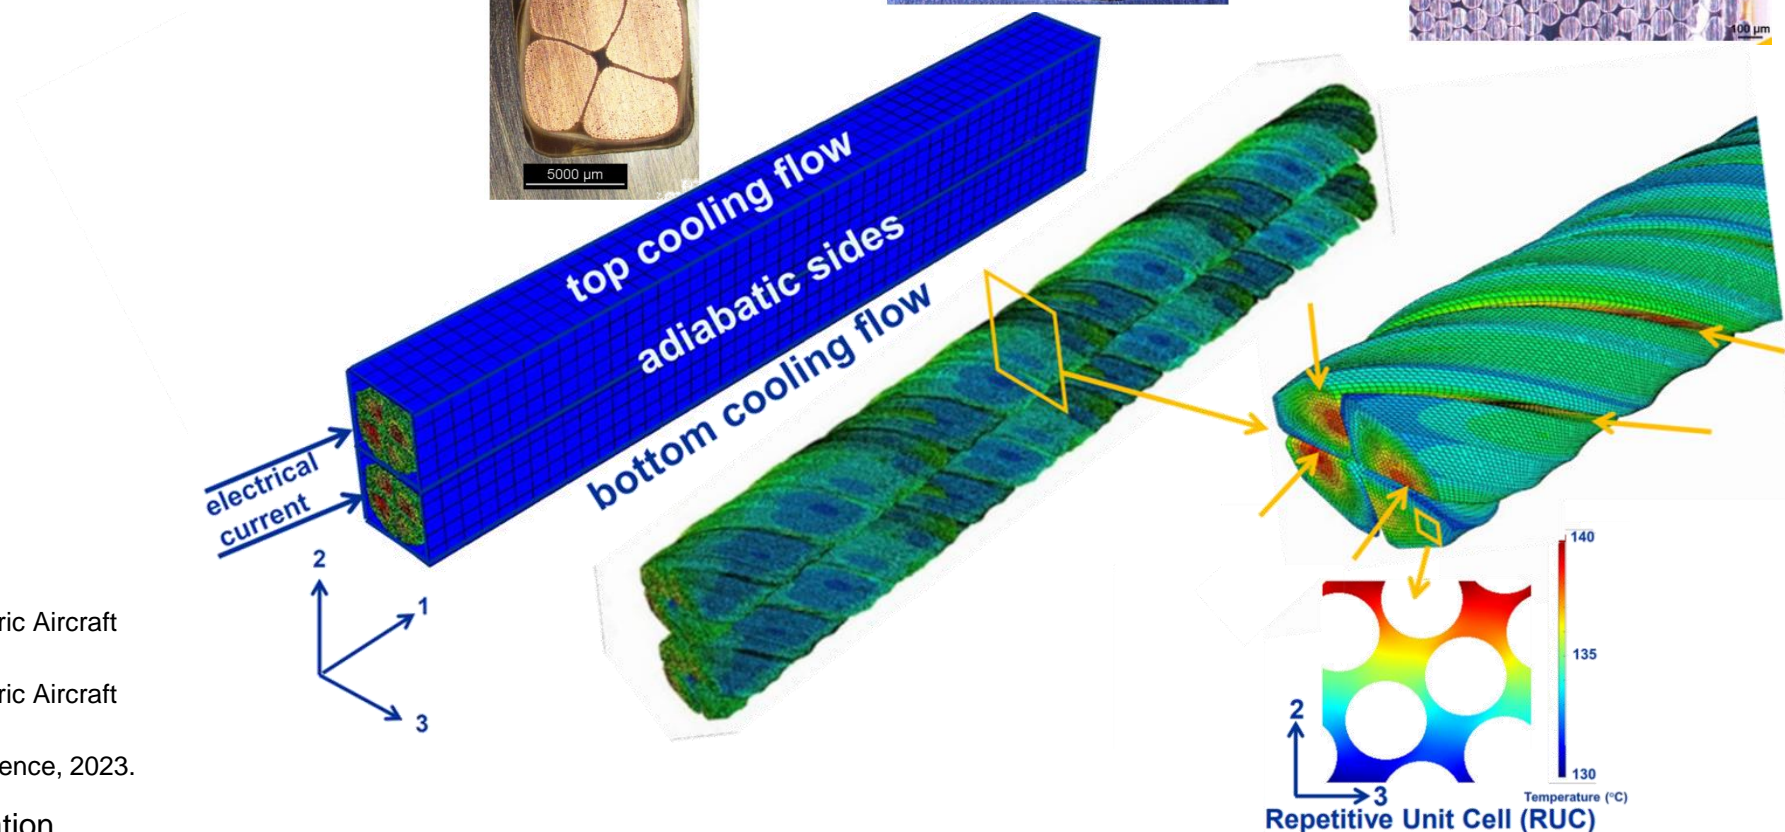 100 µm
5000 µm
top cooling flow
adiabatic sides
bottom cooling flow
electrical
current
2
1
3
ric Aircraft
ric Aircraft
ence, 2023.
ation
140
135
130
Temperature (°C)
2
3
Repetitive Unit Cell (RUC)